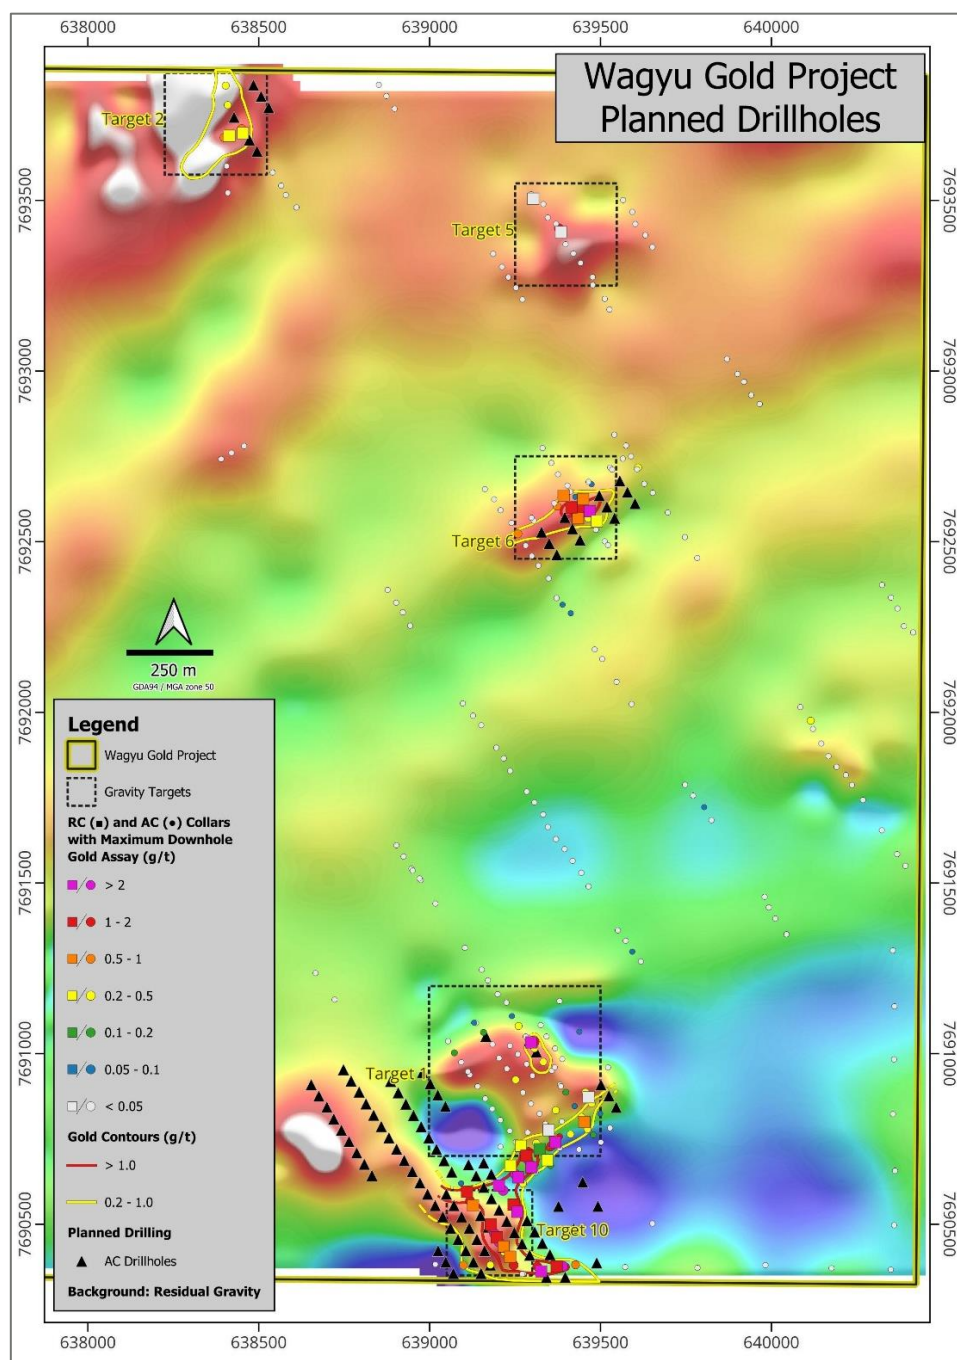 638000 638500 639000 639500 640000
Wagyu Gold Project
Planned Drillholes
Target 2
7693500
7693500
Target 5
7693000
7693000
Target 6
7692500
7692500
250 m
GDA94 / MGA zone 50
7692000
7692000
Legend
Wagyu Gold Project
Gravity Targets
RC (■) and AC (●) Collars
with Maximum Downhole
Gold Assay (g/t)
> 2
1 - 2
0.5 - 1
0.2 - 0.5
0.1 - 0.2
0.05 - 0.1
< 0.05
Gold Contours (g/t)
> 1.0
0.2 - 1.0
Planned Drilling
AC Drillholes
Background: Residual Gravity
7691500
7691500
7691000
7691000
Target 1
7690500
7690500
Target 10
638000 638500 639000 639500 640000